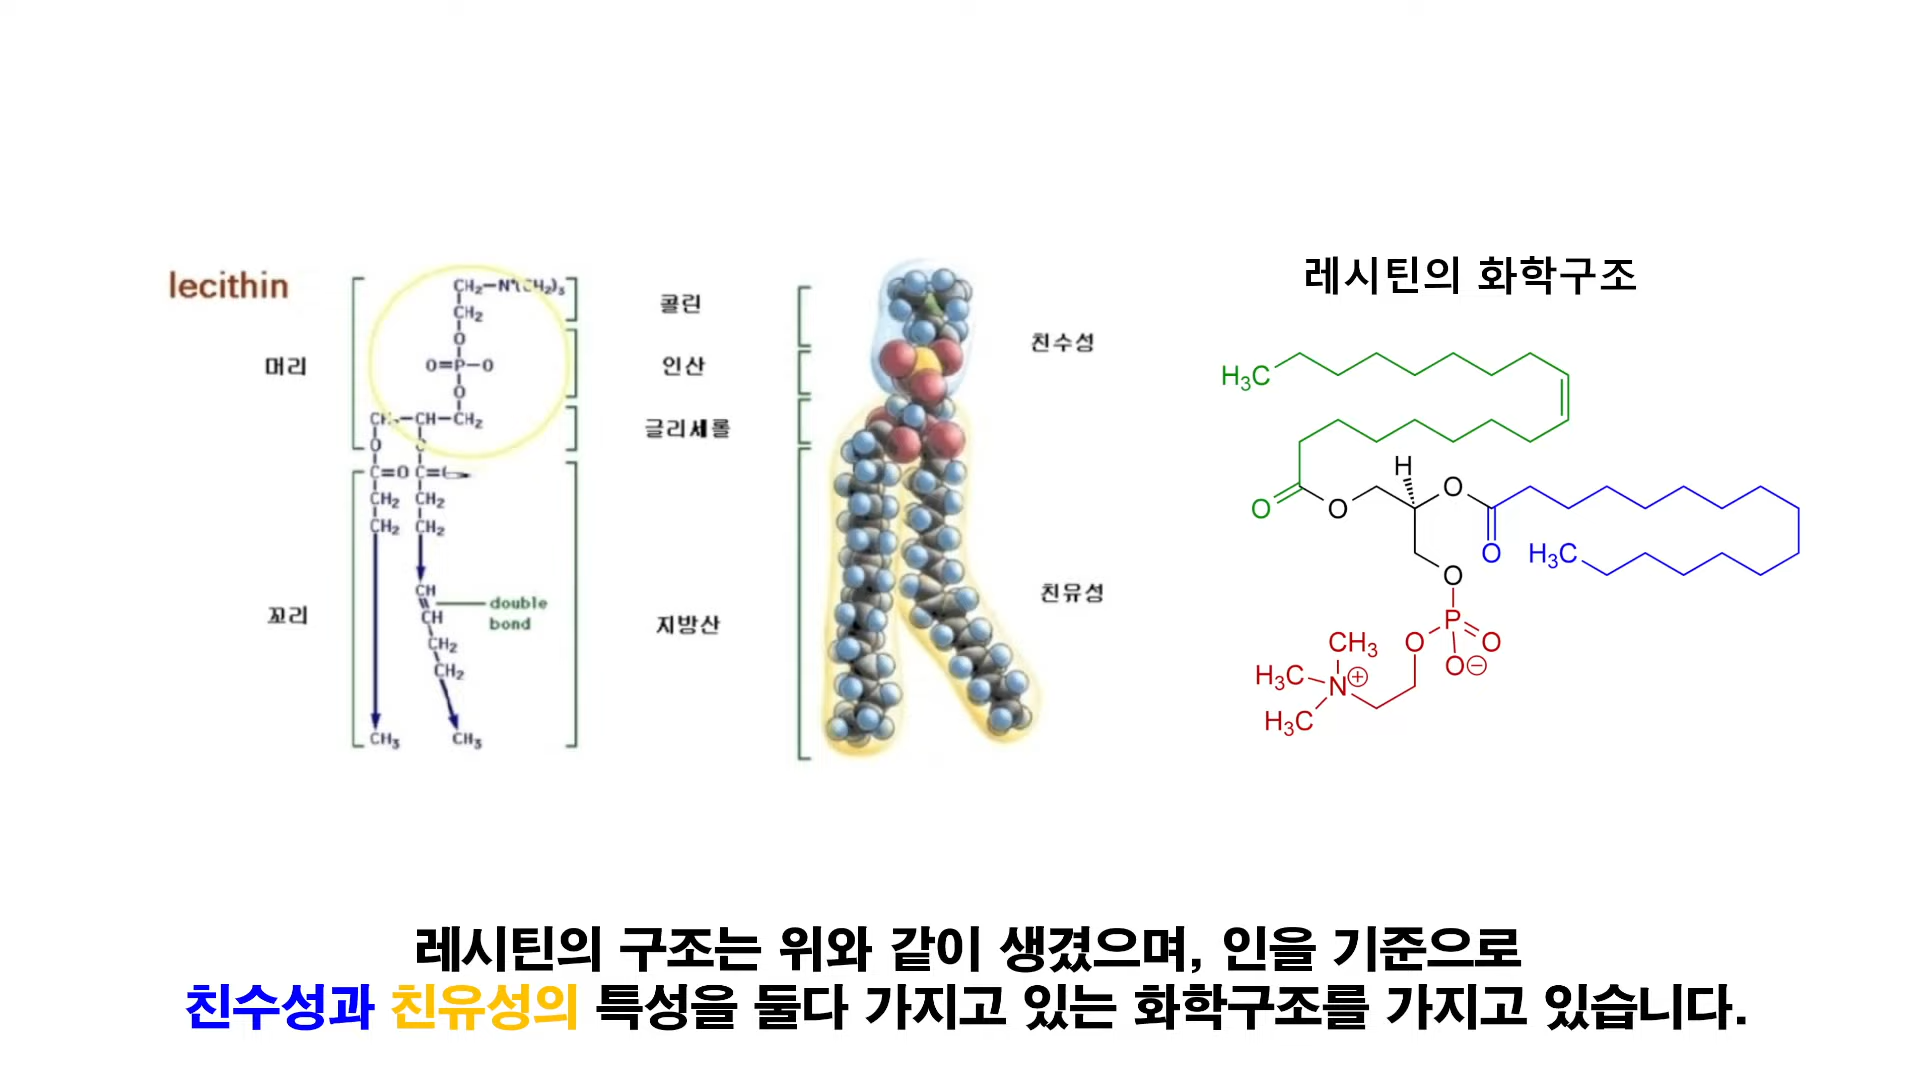 lecithin
머리
꼬리
CH₂—N⁺(CH₂)₃
CH₂
O
O=P—O
O
CH—CH—CH₂
O
C=O C=
CH₂ CH₂
CH₂ CH₂
CH
CH
double
bond
CH₂
CH₂
CH₃ CH₃
콜린
인산
글리세롤
지방산
친수성
친유성
레시틴의 화학구조
H₃C
H
O
O
O
O
H₃C
O
P
O
O
O⊖
CH₃
H₃C
N⊕
H₃C
레시틴의 구조는 위와 같이 생겼으며, 인을 기준으로
친수성과 친유성의 특성을 둘다 가지고 있는 화학구조를 가지고 있습니다.